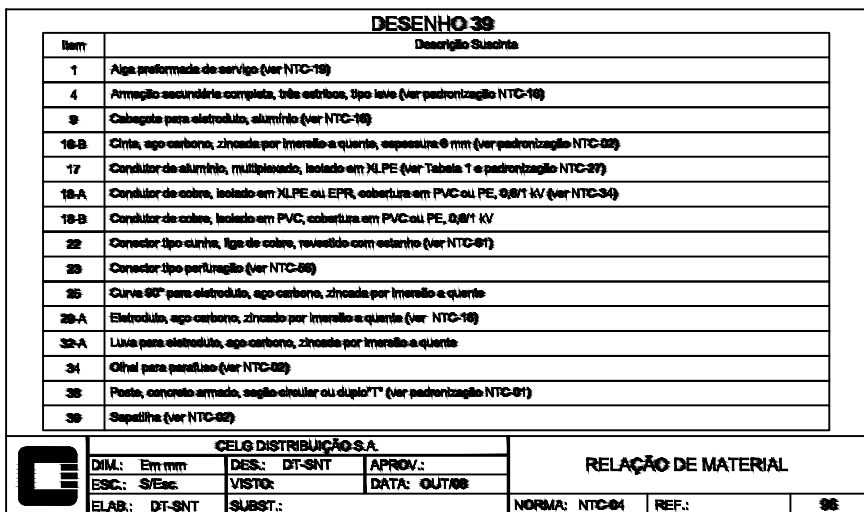 DESENHO 39
Item Descrição Suscinta
1 Alça preformada de serviço (ver NTC-19)
4 Armação secundária completa, três estribos, tipo leve (ver padronização NTC-16)
9 Cabeçote para eletroduto, alumínio (ver NTC-16)
16-B Cinta, aço carbono, zincada por imersão a quente, espessura 6 mm (ver padronização NTC-02)
17 Condutor de alumínio, multiplexado, isolado em XLPE (ver Tabela 1 e padronização NTC-27)
18-A Condutor de cobre, isolado em XLPE ou EPR, cobertura em PVC ou PE, 0,6/1 kV (ver NTC-34)
18-B Condutor de cobre, isolado em PVC, cobertura em PVC ou PE, 0,6/1 kV
22 Conector tipo cunha, liga de cobre, revestido com estanho (ver NTC-61)
23 Conector tipo perfuração (ver NTC-56)
25 Curva 90° para eletroduto, aço carbono, zincada por imersão a quente
29-A Eletroduto, aço carbono, zincado por imersão a quente (ver NTC-16)
32-A Luva para eletroduto, aço carbono, zincada por imersão a quente
34 Olhal para parafuso (ver NTC-02)
38 Poste, concreto armado, seção circular ou duplo"T" (ver padronização NTC-01)
39 Sapatilha (ver NTC-02)
CELG DISTRIBUIÇÃO S.A.
DIM.: Em mm DES.: DT-SNT APROV.:
RELAÇÃO DE MATERIAL
ESC.: S/Esc. VISTO: DATA: OUT/08
ELAB.: DT-SNT SUBST.: NORMA: NTC-04 REF.: 96